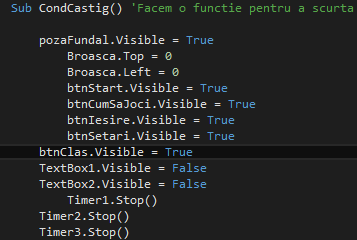 Sub CondCastig() 'Facem o functie pentru a scurta
pozaFundal.Visible = True
Broasca.Top = 0
Broasca.Left = 0
btnStart.Visible = True
btnCumSaJoci.Visible = True
btnIesire.Visible = True
btnSetari.Visible = True
btnClas.Visible = True
TextBox1.Visible = False
TextBox2.Visible = False
Timer1.Stop()
Timer2.Stop()
Timer3.Stop()